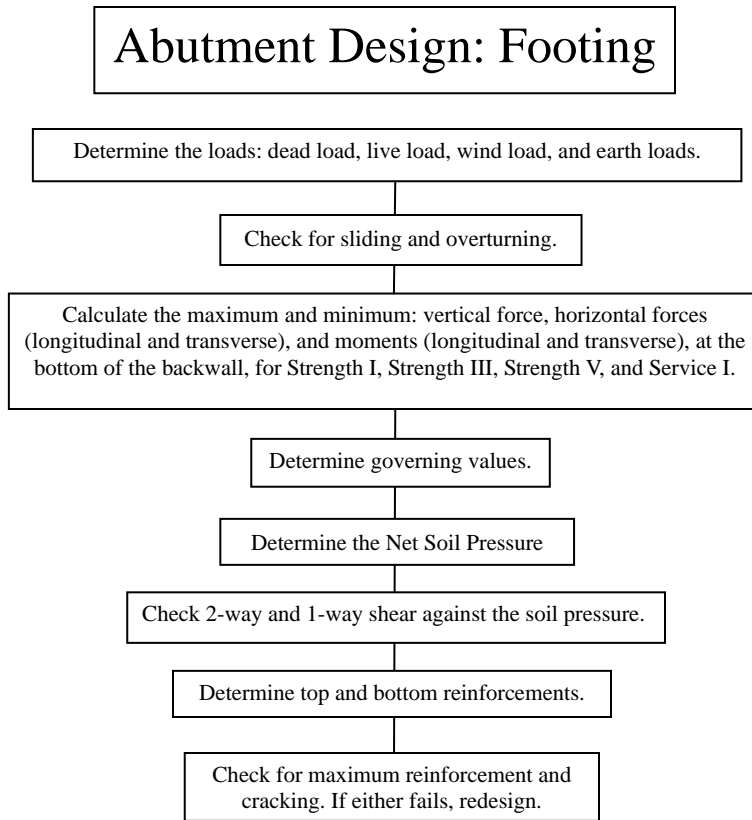 Abutment Design: Footing
Determine the loads: dead load, live load, wind load, and earth loads.
Check for sliding and overturning.
Calculate the maximum and minimum: vertical force, horizontal forces
(longitudinal and transverse), and moments (longitudinal and transverse), at the
bottom of the backwall, for Strength I, Strength III, Strength V, and Service I.
Determine governing values.
Determine the Net Soil Pressure
Check 2-way and 1-way shear against the soil pressure.
Determine top and bottom reinforcements.
Check for maximum reinforcement and
cracking. If either fails, redesign.